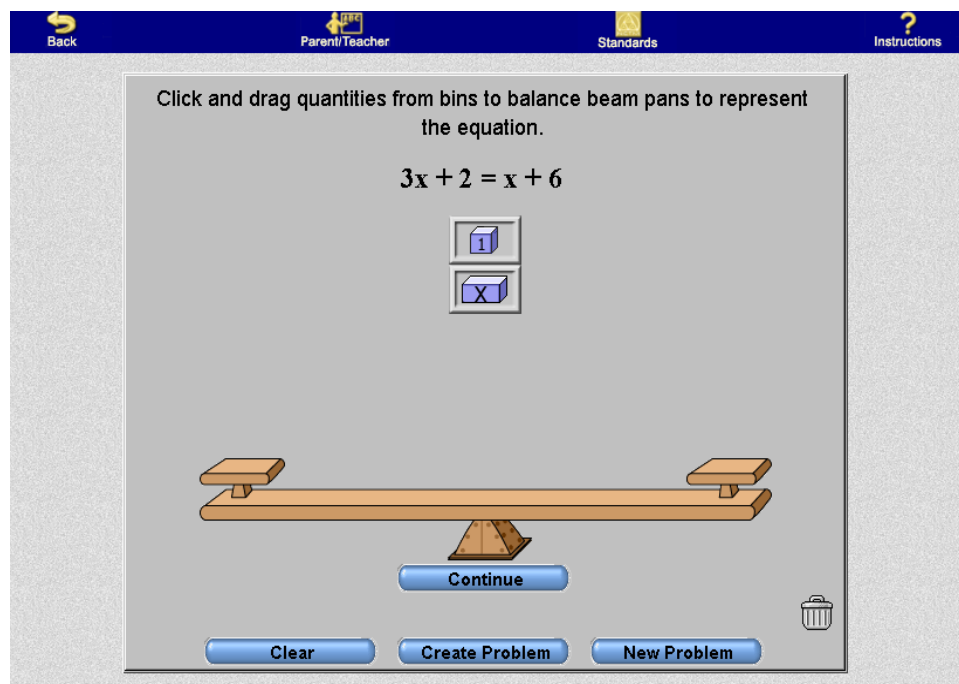 Back
ABC
Parent/Teacher
Standards
?
Instructions
Click and drag quantities from bins to balance beam pans to represent
the equation.
3x + 2 = x + 6
1
X
Continue
Clear
Create Problem
New Problem